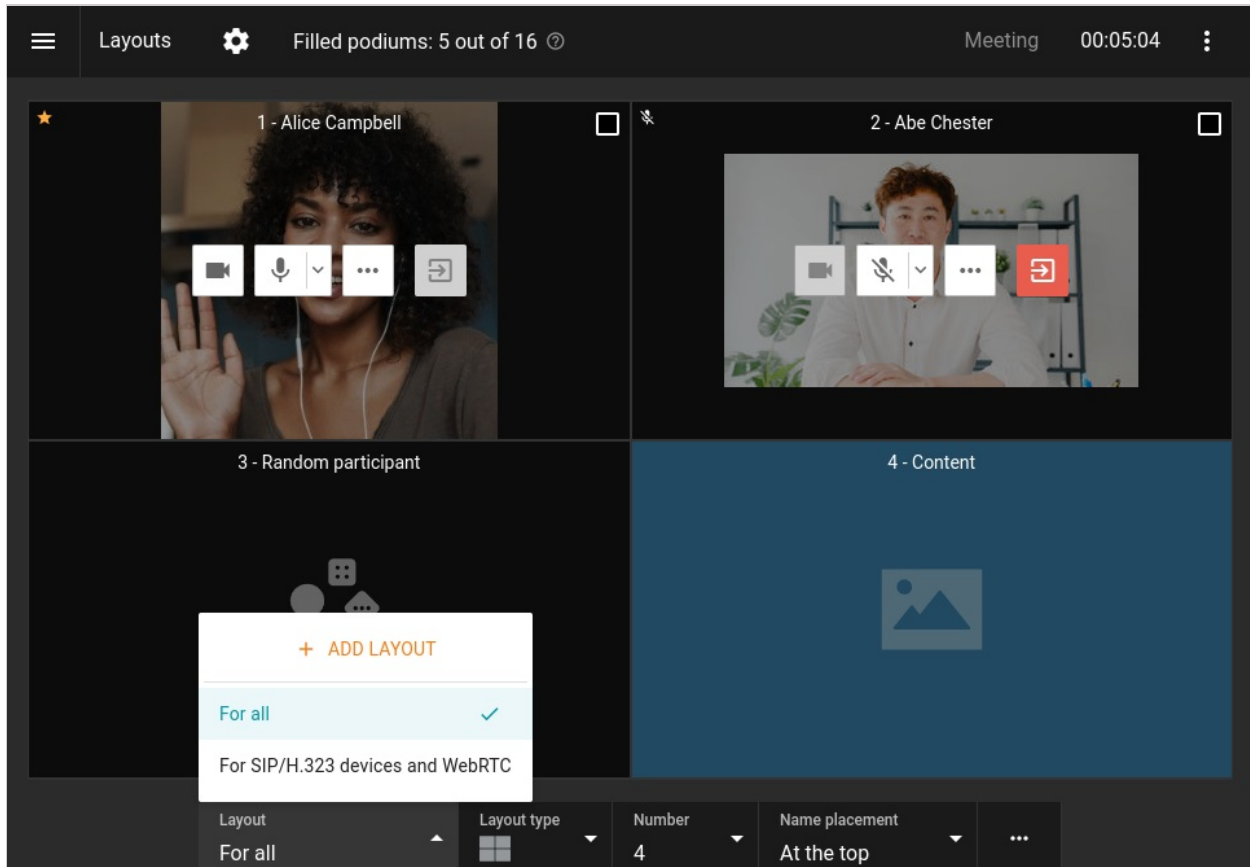 Layouts
Filled podiums: 5 out of 16
Meeting
00:05:04
1 - Alice Campbell
2 - Abe Chester
3 - Random participant
4 - Content
+ ADD LAYOUT
For all
For SIP/H.323 devices and WebRTC
Layout
For all
Layout type
Number
4
Name placement
At the top